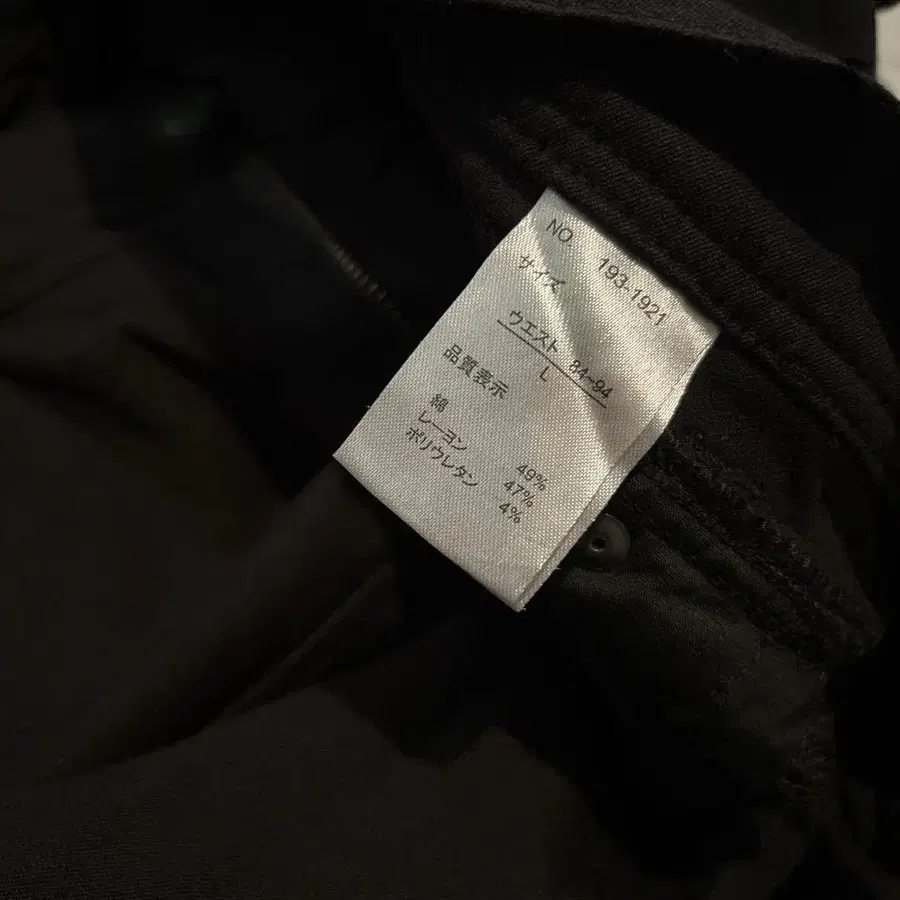 NO. 193-1921
サイズ
ウエスト 84-94
L
品質表示
綿 49%
レーヨン 47%
ポリウレタン 4%